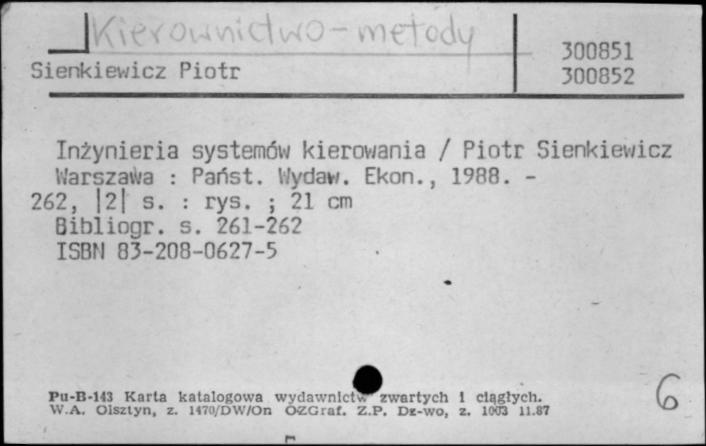 Kierownictwo - metody
300851
Sienkiewicz Piotr
300852
Inżynieria systemów kierowania / Piotr Sienkiewicz
Warszawa : Państ. Wydaw. Ekon., 1988. -
262, |2| s. : rys. ; 21 cm
Bibliogr. s. 261-262
ISBN 83-208-0627-5
Pu-B-143 Karta katalogowa wydawnictw zwartych i ciągłych.
W.A. Olsztyn, z. 1470/DW/On OZGraf. Z.P. Dz-wo, z. 1003 11.87
6